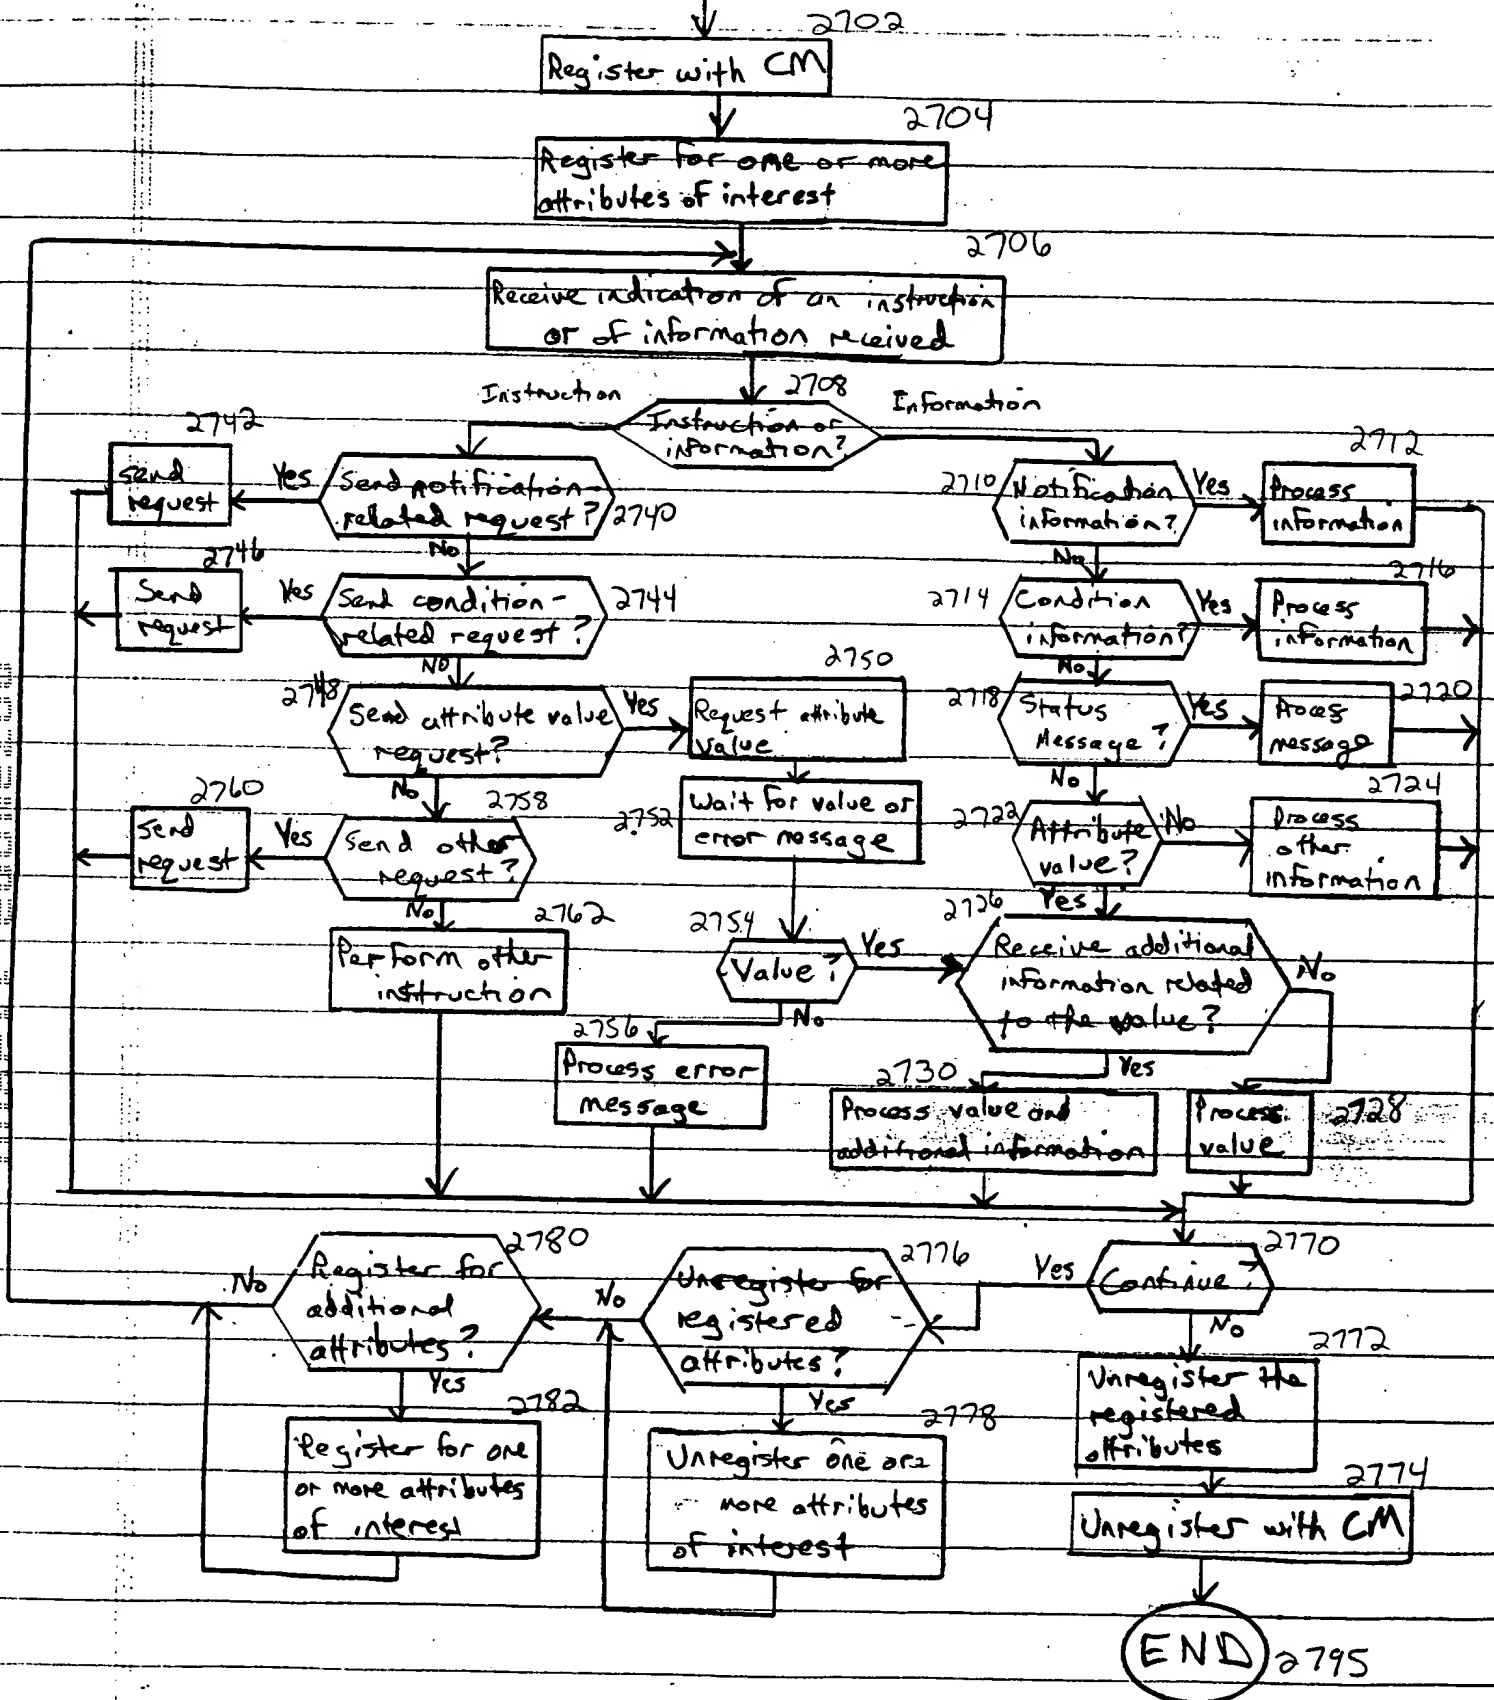 2702
Register with CM
2704
Register for one or more
attributes of interest
2706
Receive indication of an instruction
or of information received
2708
Instruction
Information
Instruction or
information?
2742
Send
request
Yes
Send notification-
related request?
2740
No
2746
Send
request
Yes
Send condition-
related request?
2744
No
2748
Send attribute value
request?
Yes
2750
Request attribute
value
No
2752
Wait for value or
error message
2760
Send
request
Yes
2758
Send other
request?
No
2762
Perform other
instruction
2754
Value?
Yes
No
2756
Process error
message
2710
Notification
information?
Yes
2712
Process
information
No
2714
Condition
information?
Yes
2716
Process
information
No
2718
Status
Message?
Yes
2720
Process
message
No
2722
Attribute
value?
No
2724
Process
other
information
Yes
2726
Receive additional
information related
to the value?
No
Yes
2730
Process value and
additional information
Process
value
2728
2770
Continue?
Yes
No
2772
Unregister the
registered
attributes
2774
Unregister with CM
END
2795
2776
Unregister for
registered
attributes?
No
Yes
2778
Unregister one or
more attributes
of interest
2780
Register for
additional
attributes?
No
Yes
2782
Register for one
or more attributes
of interest